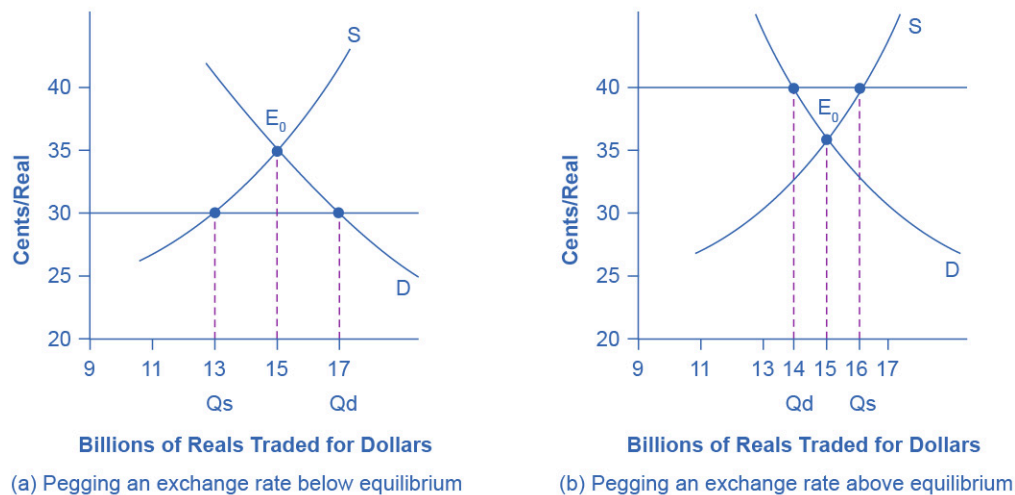 S
40
E0
35
Cents/Real
30
25
D
20
9 11 13 15 17
Qs Qd
Billions of Reals Traded for Dollars
(a) Pegging an exchange rate below equilibrium
S
40
E0
35
Cents/Real
30
25
D
20
9 11 13 14 15 16 17
Qd Qs
Billions of Reals Traded for Dollars
(b) Pegging an exchange rate above equilibrium